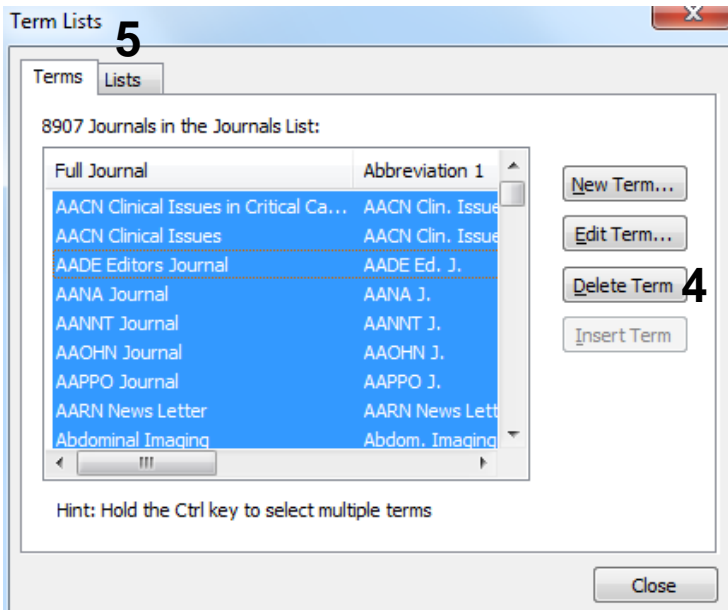 Term Lists
5
Terms Lists
8907 Journals in the Journals List:
Full Journal Abbreviation 1
AACN Clinical Issues in Critical Ca... AACN Clin. Issue
AACN Clinical Issues AACN Clin. Issue
AADE Editors Journal AADE Ed. J.
AANA Journal AANA J.
AANNT Journal AANNT J.
AAOHN Journal AAOHN J.
AAPPO Journal AAPPO J.
AARN News Letter AARN News Lett
Abdominal Imaging Abdom. Imaging
New Term...
Edit Term...
Delete Term 4
Insert Term
Hint: Hold the Ctrl key to select multiple terms
Close